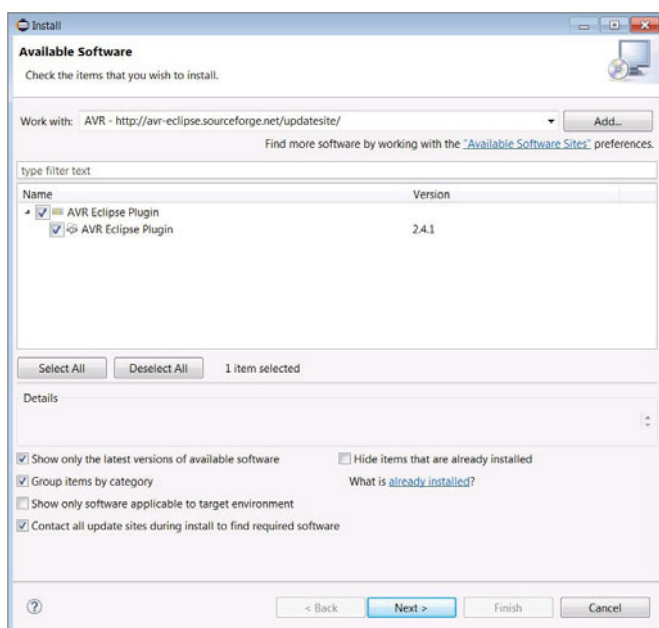 Install
Available Software
Check the items that you wish to install.
Work with: AVR - http://avr-eclipse.sourceforge.net/updatesite/ Add...
Find more software by working with the "Available Software Sites" preferences.
type filter text
Name Version
AVR Eclipse Plugin
AVR Eclipse Plugin 2.4.1
Select All Deselect All 1 item selected
Details
Show only the latest versions of available software Hide items that are already installed
Group items by category What is already installed?
Show only software applicable to target environment
Contact all update sites during install to find required software
? < Back Next > Finish Cancel